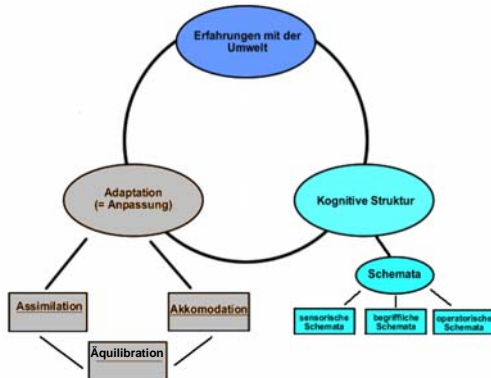 Erfahrungen mit der
Umwelt
Adaptation
(= Anpassung)
Kognitive Struktur
Schemata
Assimilation
Akkomodation
Äquilibration
sensorische
Schemata
begriffliche
Schemata
operatorische
Schemata